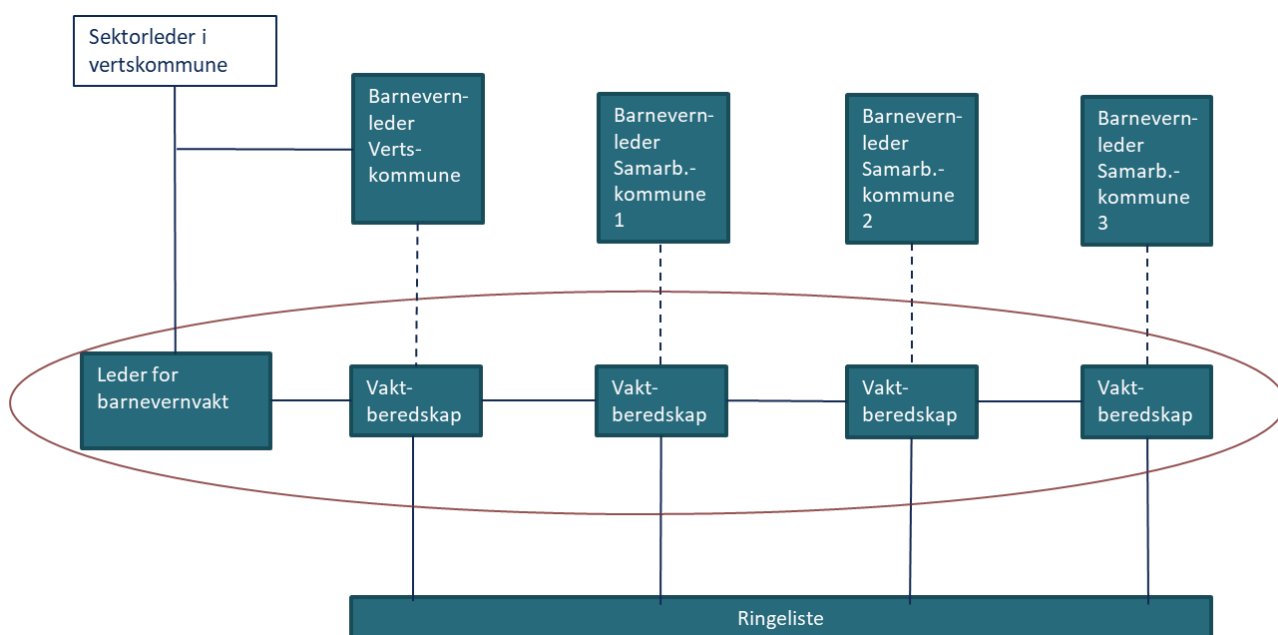 Sektorleder i
vertskommune
Barnevern-
leder
Verts-
kommune
Barnevern-
leder
Samarb.-
kommune
1
Barnevern-
leder
Samarb.-
kommune
2
Barnevern-
leder
Samarb.-
kommune
3
Leder for
barnevernvakt
Vakt-
beredskap
Vakt-
beredskap
Vakt-
beredskap
Vakt-
beredskap
Ringeliste